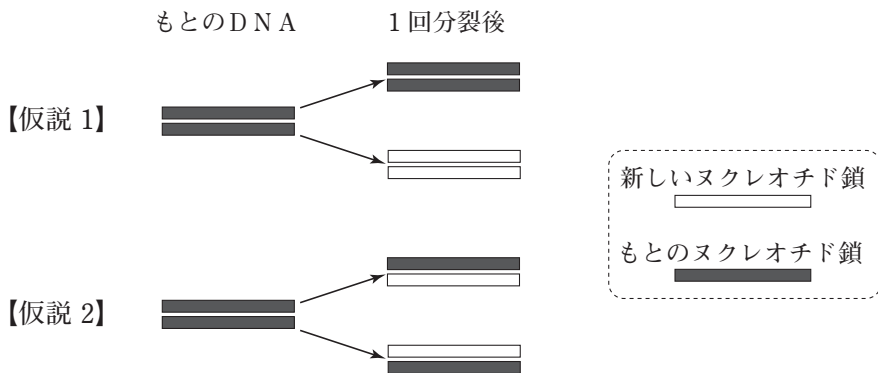 もとのＤＮＡ
１回分裂後
【仮説 1】
【仮説 2】
新しいヌクレオチド鎖
もとのヌクレオチド鎖